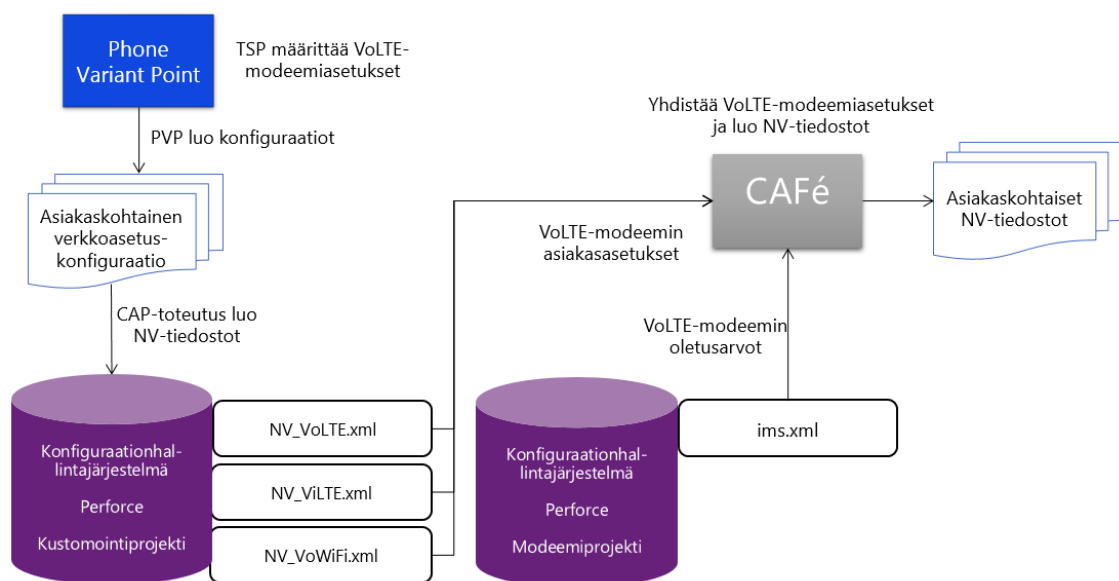 Phone
Variant Point
TSP määrittää VoLTE-
modeemiasetukset
PVP luo konfiguraatiot
Asiakaskohtainen
verkkoasetus-
konfiguraatio
CAP-toteutus luo
NV-tiedostot
Konfiguraationhal-
lintajärjestelmä
Perforce
Kustomointiprojekti
NV_VoLTE.xml
NV_ViLTE.xml
NV_VoWiFi.xml
VoLTE-modeemin
asiakasasetukset
Yhdistää VoLTE-modeemiasetukset
ja luo NV-tiedostot
CAFé
Asiakaskohtaiset
NV-tiedostot
VoLTE-modeemin
oletusarvot
Konfiguraationhal-
lintajärjestelmä
Perforce
Modeemiprojekti
ims.xml